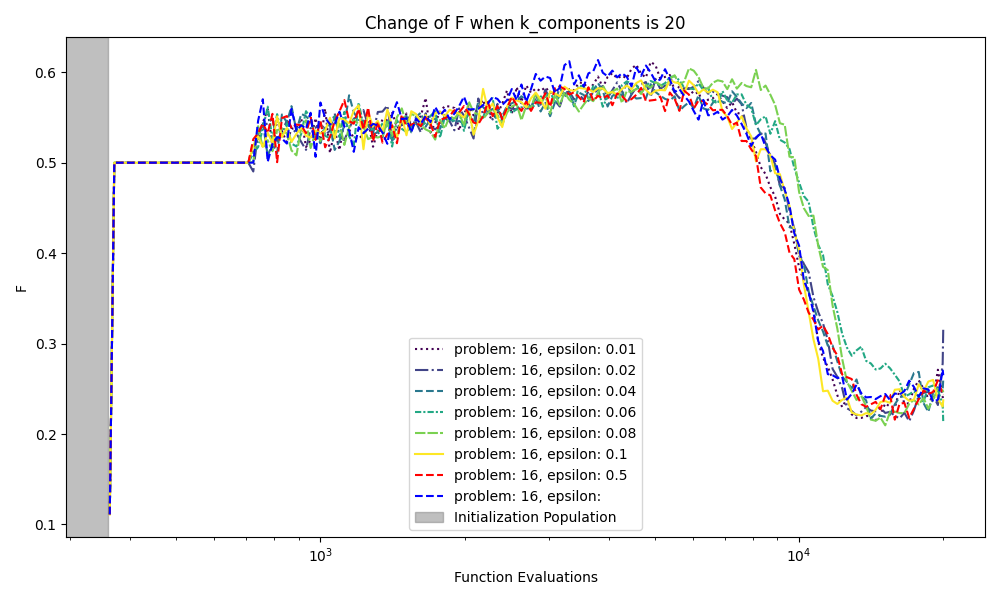 Change of F when k_components is 20
F
0.6
0.5
0.4
0.3
0.2
0.1
problem: 16, epsilon: 0.01
problem: 16, epsilon: 0.02
problem: 16, epsilon: 0.04
problem: 16, epsilon: 0.06
problem: 16, epsilon: 0.08
problem: 16, epsilon: 0.1
problem: 16, epsilon: 0.5
problem: 16, epsilon:
Initialization Population
10³
10⁴
Function Evaluations